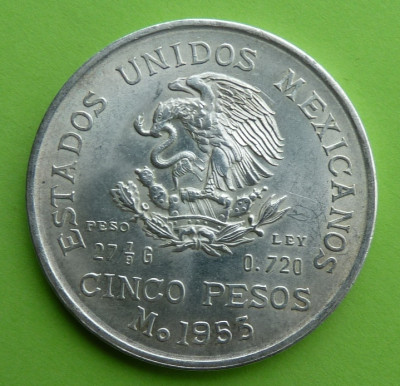 ESTADOS UNIDOS MEXICANOS
PESO LEY
27 7/9 G 0.720
CINCO PESOS
Mo 1953